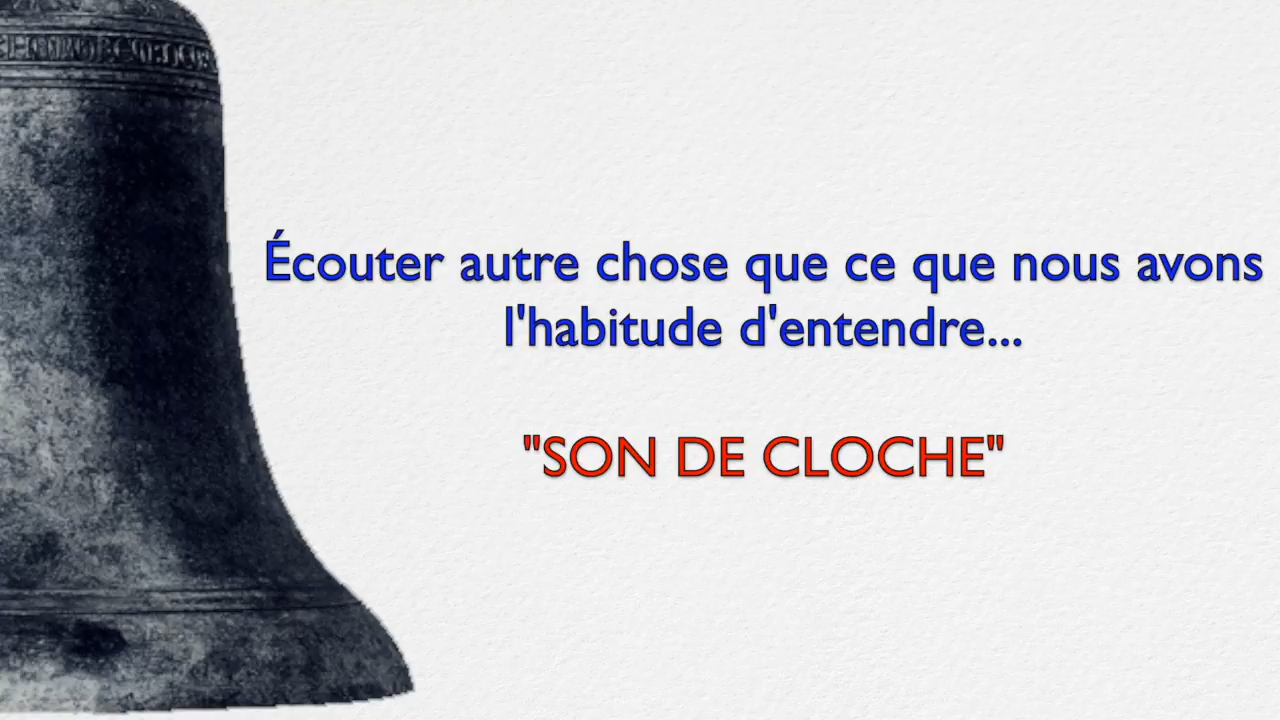 Écouter autre chose que ce que nous avons
l'habitude d'entendre...
"SON DE CLOCHE"